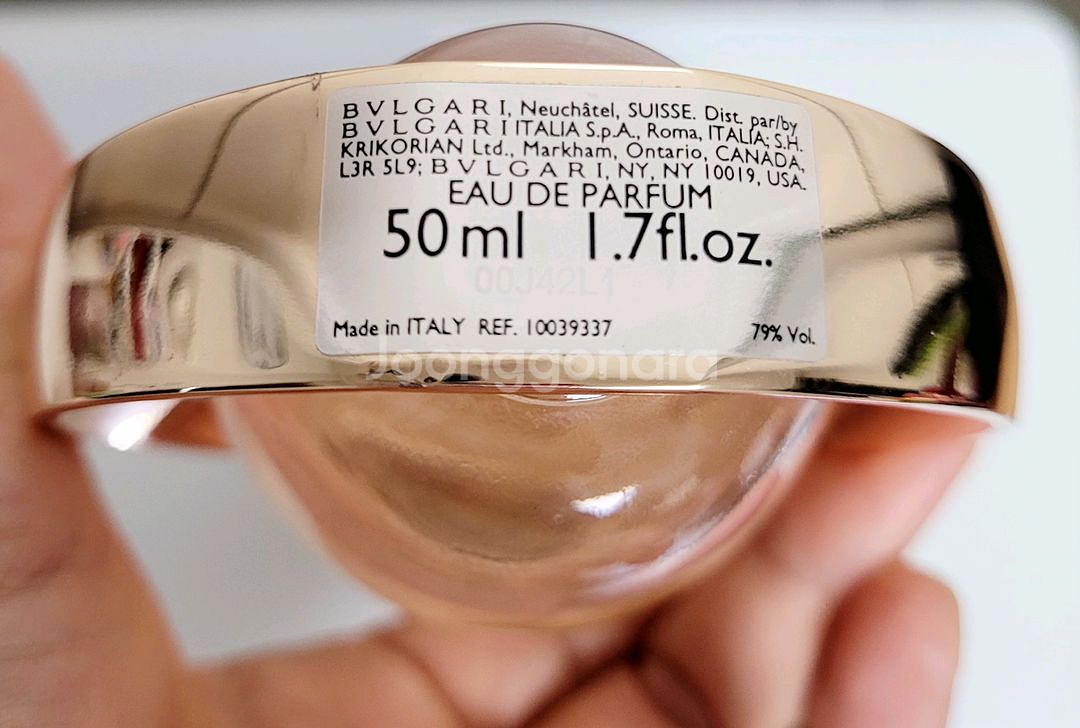 BVLGARI, Neuchâtel, SUISSE. Dist. par/by
BVLGARI ITALIA S.p.A., Roma, ITALIA; S.H.
KRIKORIAN Ltd., Markham, Ontario, CANADA,
L3R 5L9; BVLGARI, NY, NY 10019, USA.
EAU DE PARFUM
50 ml 1.7fl.oz.
00J42L1
Made in ITALY REF. 10039337 79% Vol.
Joonggonara